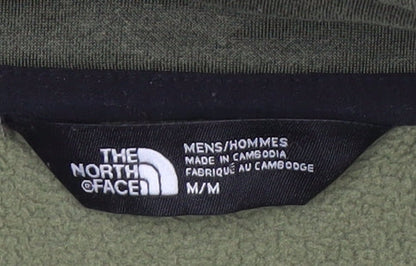 THE
NORTH
FACE
®
MENS/HOMMES
MADE IN CAMBODIA
FABRIQUÉ AU CAMBODGE
M/M